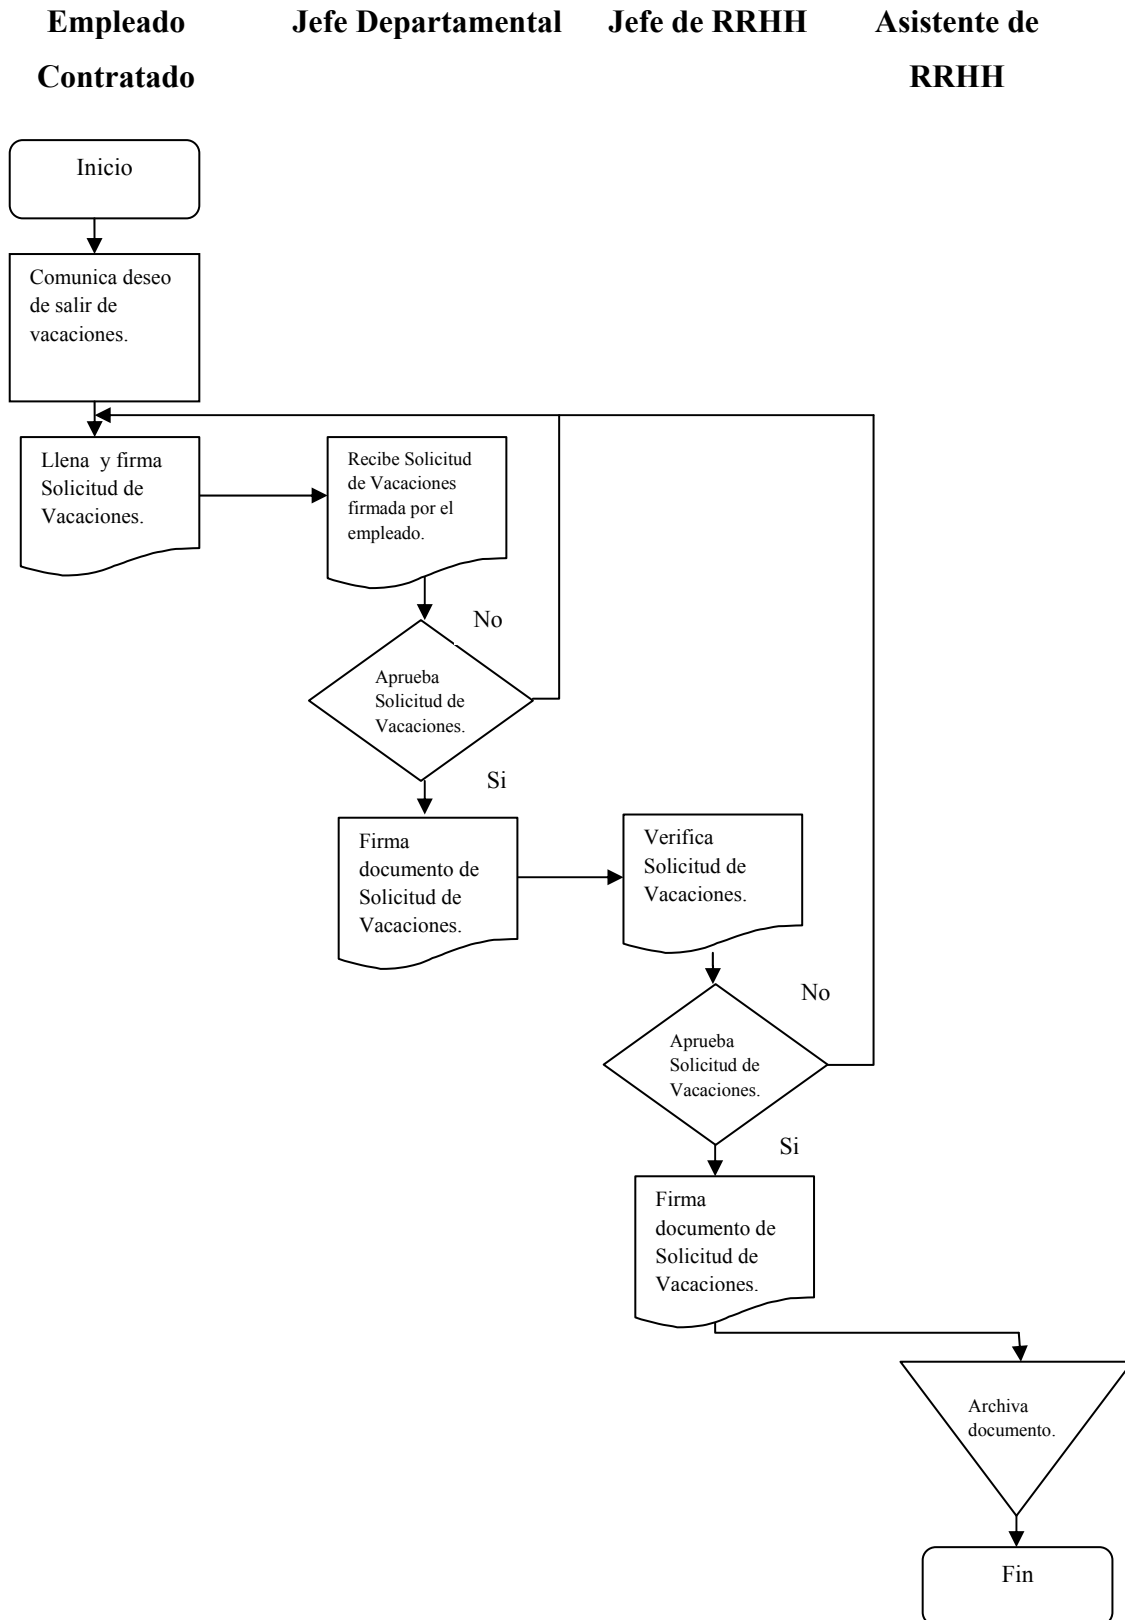 Empleado
Contratado
Jefe Departamental
Jefe de RRHH
Asistente de
RRHH
Inicio
Comunica deseo
de salir de
vacaciones.
Llena y firma
Solicitud de
Vacaciones.
Recibe Solicitud
de Vacaciones
firmada por el
empleado.
No
Aprueba
Solicitud de
Vacaciones.
Si
Firma
documento de
Solicitud de
Vacaciones.
Verifica
Solicitud de
Vacaciones.
No
Aprueba
Solicitud de
Vacaciones.
Si
Firma
documento de
Solicitud de
Vacaciones.
Archiva
documento.
Fin